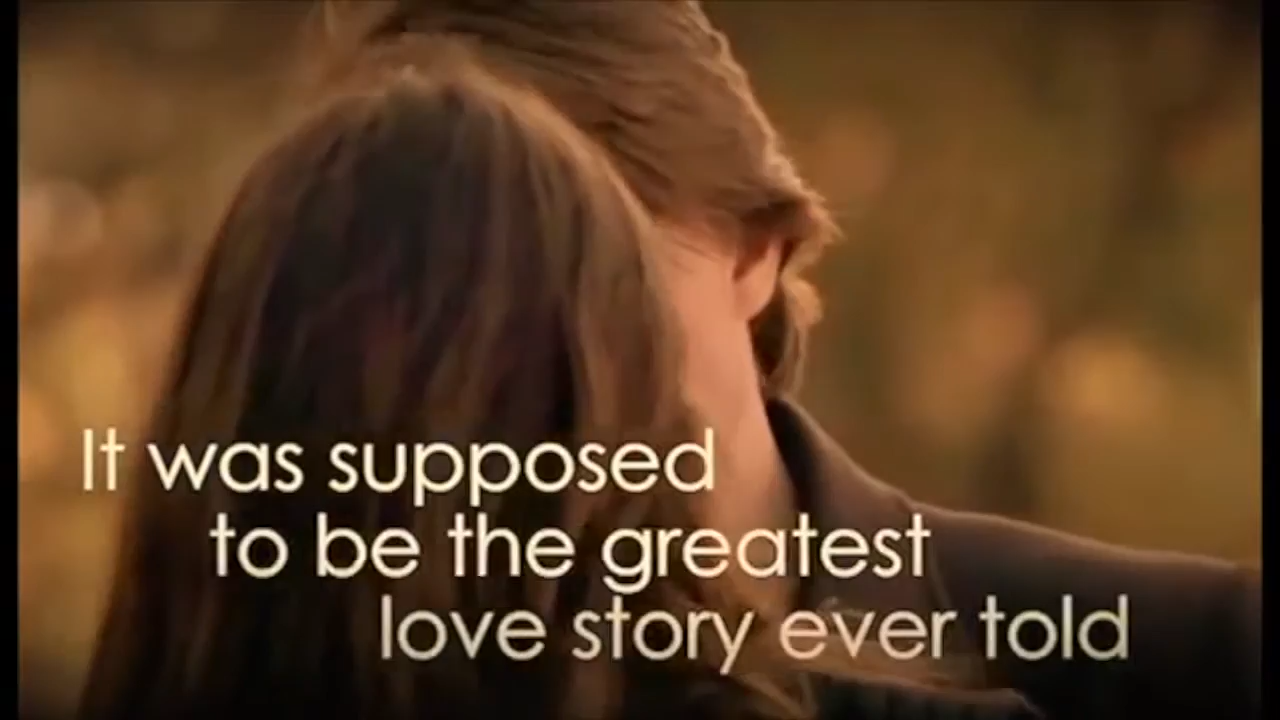 It was supposed
to be the greatest
love story ever told